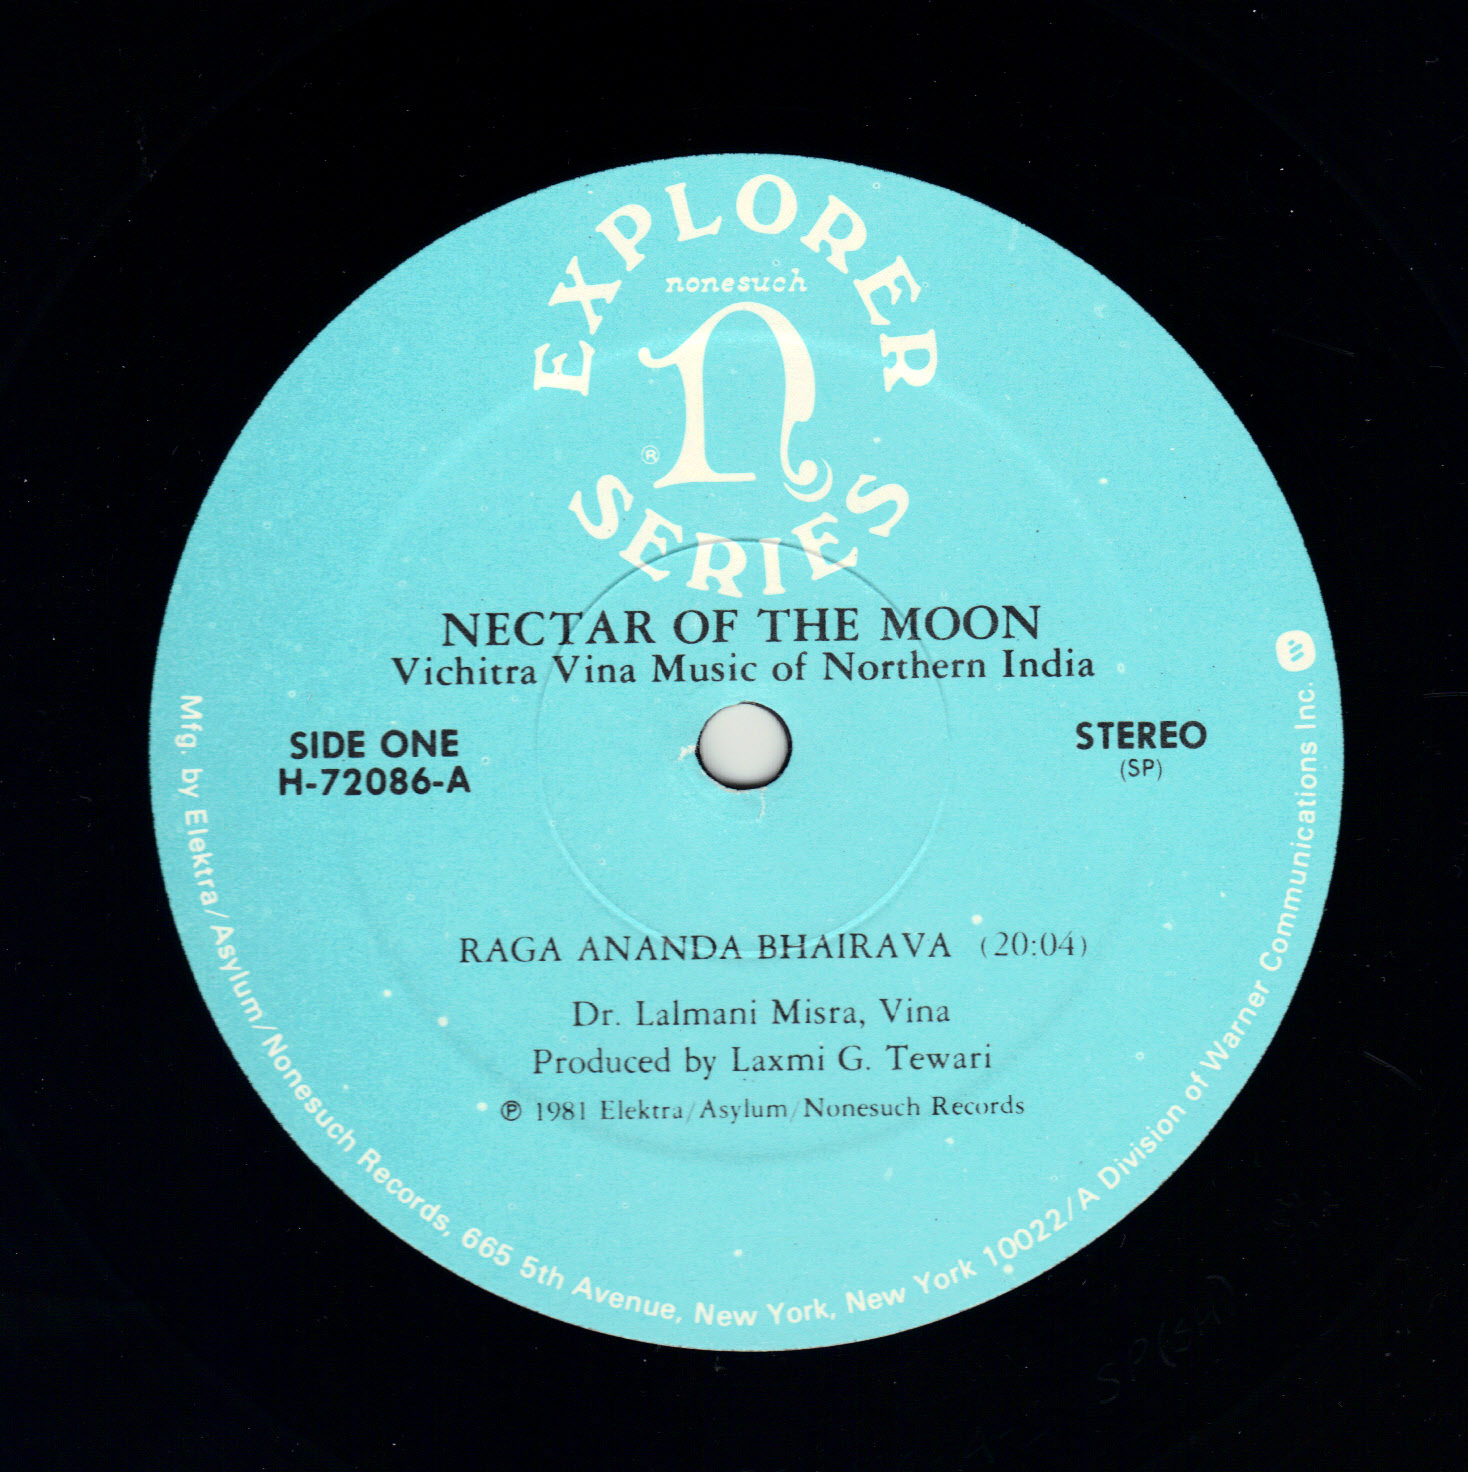 EXPLORER
nonesuch
n
®
SERIES
NECTAR OF THE MOON
Vichitra Vina Music of Northern India
SIDE ONE
H-72086-A
STEREO
(SP)
RAGA ANANDA BHAIRAVA (20:04)
Dr. Lalmani Misra, Vina
Produced by Laxmi G. Tewari
℗ 1981 Elektra/Asylum/Nonesuch Records
Mfg. by Elektra/Asylum/Nonesuch Records, 665 5th Avenue, New York, New York 10022/A Division of Warner Communications Inc.